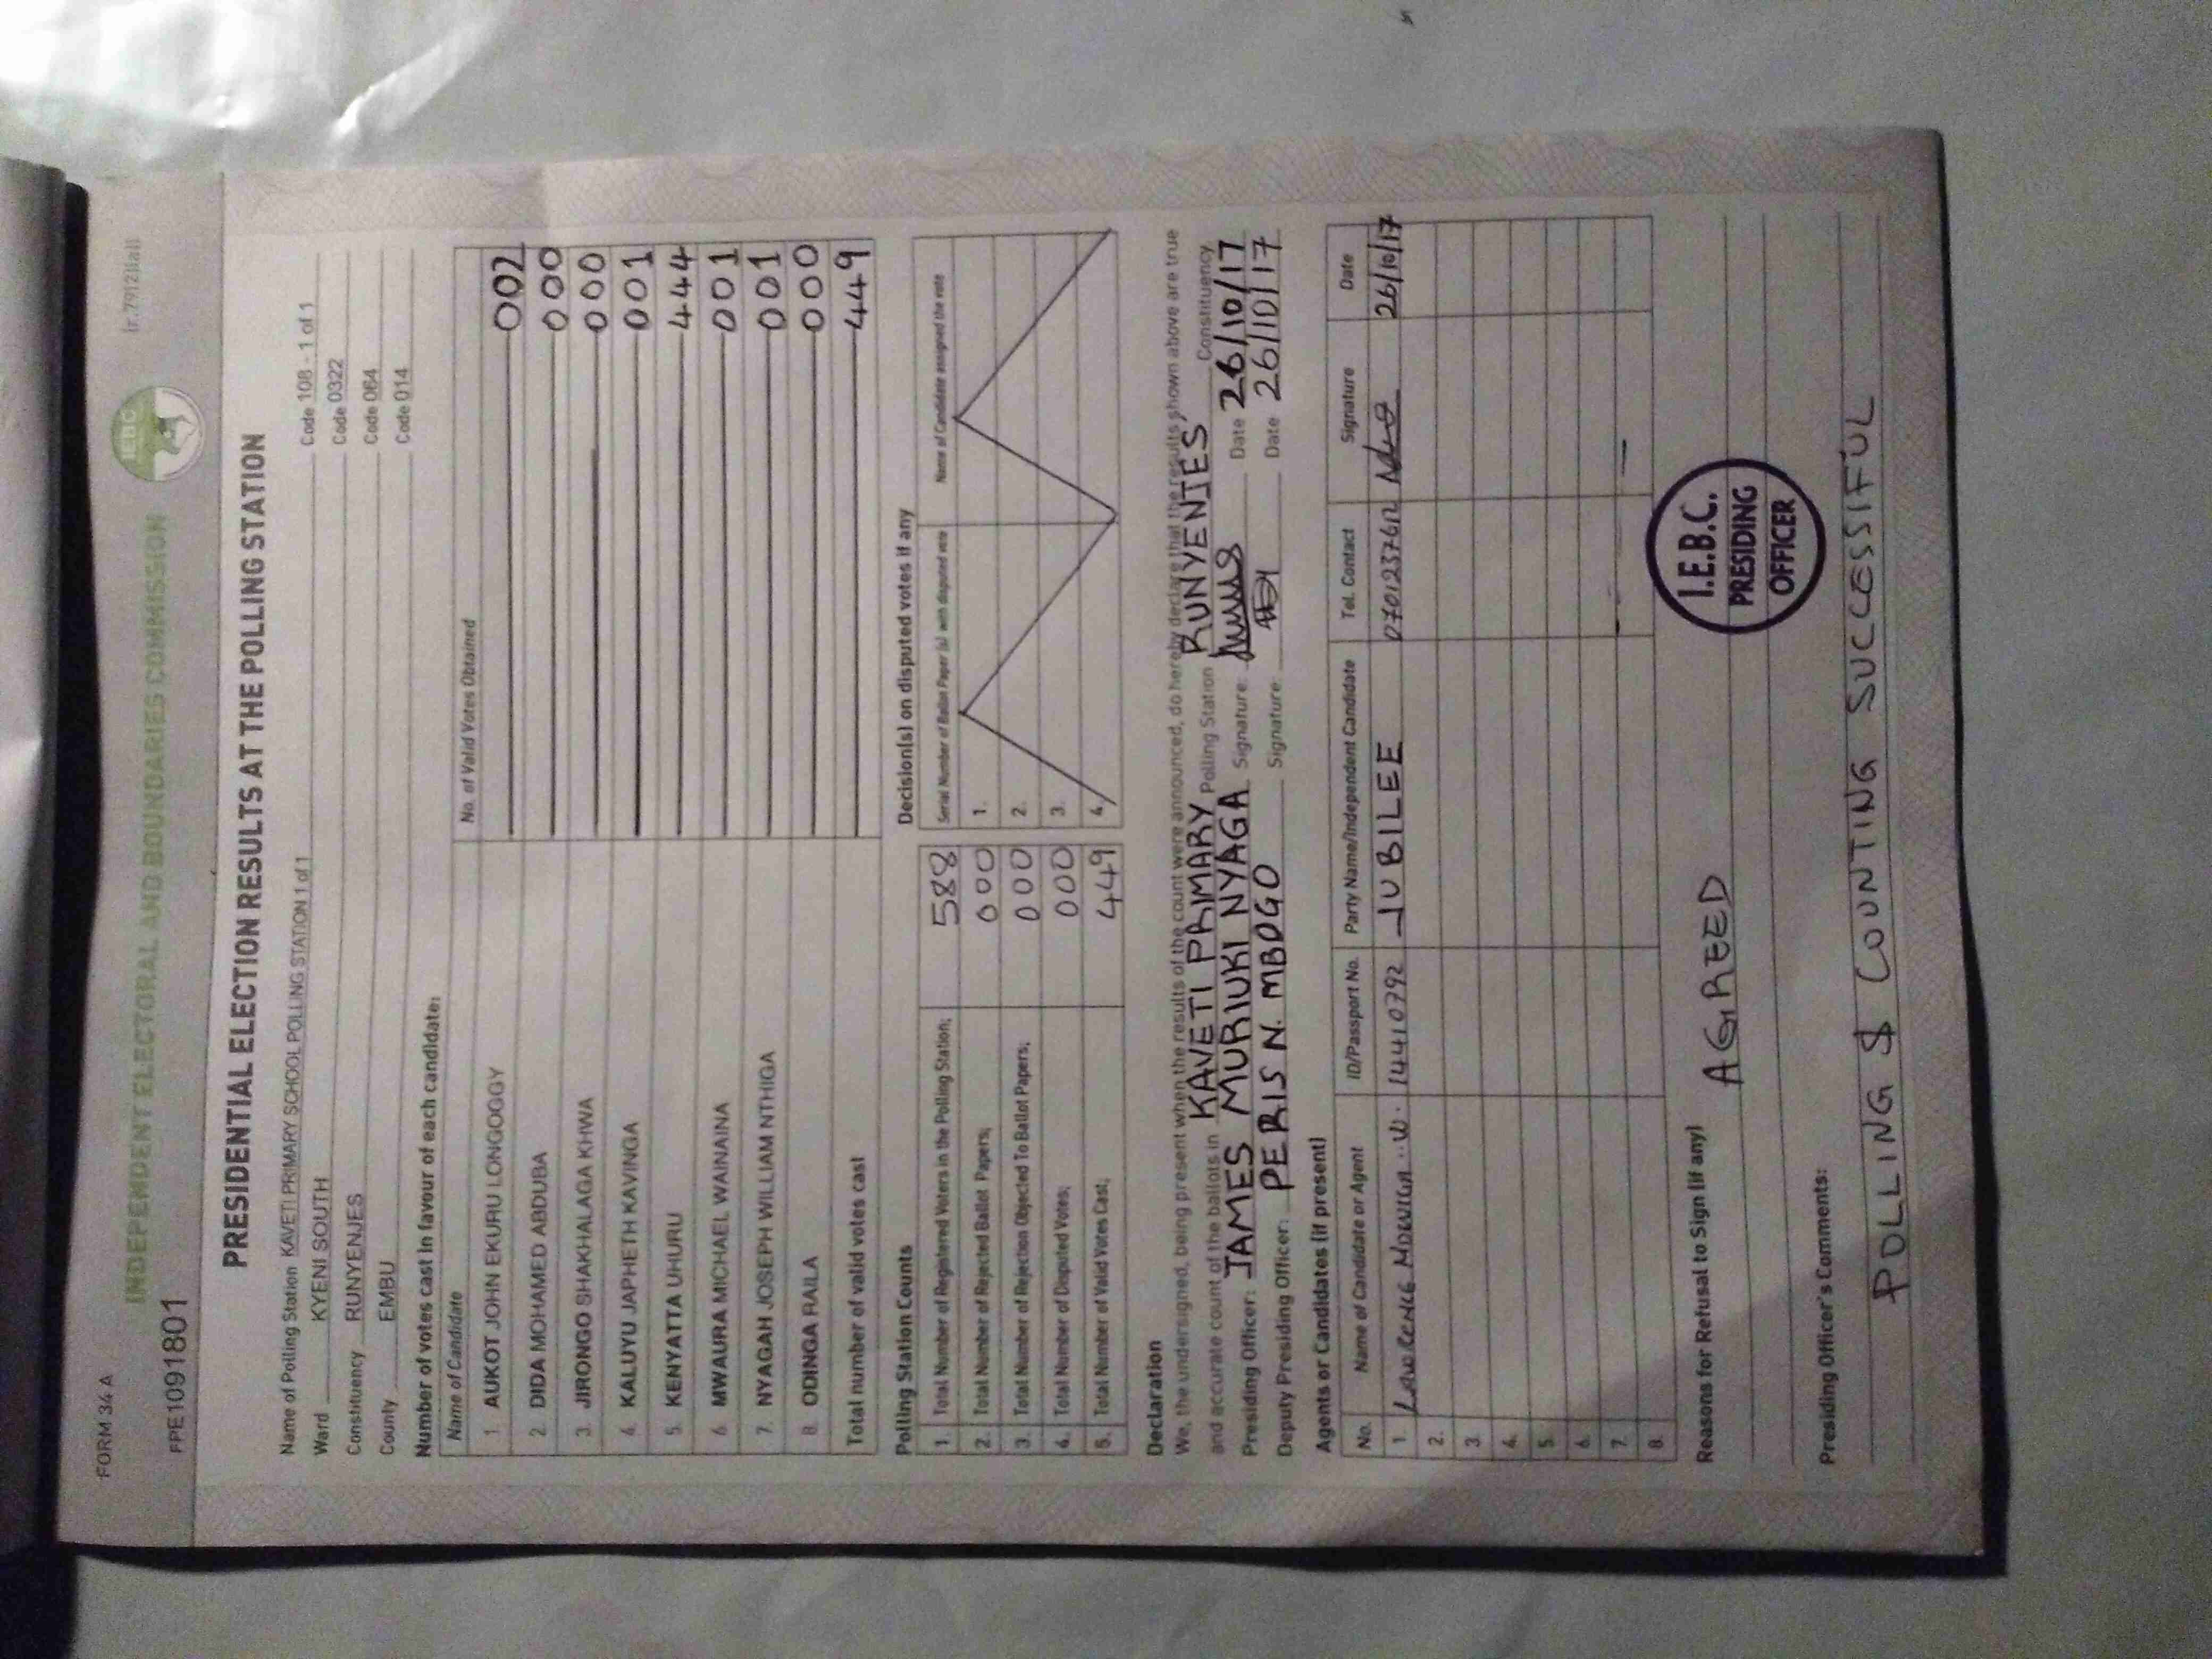 FORM 34 A
INDEPENDENT ELECTORAL AND BOUNDARIES COMMISSION
IEBC
(r.79(2)(a))
FPE1091801
PRESIDENTIAL ELECTION RESULTS AT THE POLLING STATION
Name of Polling Station KAVETI PRIMARY SCHOOL POLLING STATION 1 of 1 Code 108 - 1 of 1
Ward KYENI SOUTH Code 0322
Constituency RUNYENJES Code 064
County EMBU Code 014
Number of votes cast in favour of each candidate:
Name of Candidate No. of Valid Votes Obtained
1. AUKOT JOHN EKURU LONGOGGY 002
2. DIDA MOHAMED ABDUBA 000
3. JIRONGO SHAKHALAGA KHWA 000
4. KALUYU JAPHETH KAVINGA 001
5. KENYATTA UHURU 444
6. MWAURA MICHAEL WAINAINA 001
7. NYAGAH JOSEPH WILLIAM NTHIGA 001
8. ODINGA RAILA 000
Total number of valid votes cast 449
Polling Station Counts
1. Total Number of Registered Voters in the Polling Station; 588
2. Total Number of Rejected Ballot Papers; 000
3. Total Number of Rejection Objected To Ballot Papers; 000
4. Total Number of Disputed Votes; 000
5. Total Number of Valid Votes Cast; 449
Decision(s) on disputed votes if any
Serial Number of Ballot Paper (s) with disputed vote Name of Candidate assigned the vote
1.
2.
3.
4.
Declaration
We, the undersigned, being present when the results of the count were announced, do hereby declare that the results shown above are true
and accurate count of the ballots in KAVETI PRIMARY Polling Station RUNYENJES Constituency.
Presiding Officer: JAMES MURIUKI NYAGA Signature: Date 26/10/17
Deputy Presiding Officer: PERIS N. MBOGO Signature: Date 26/10/17
Agents or Candidates (if present)
No. Name of Candidate or Agent ID/Passport No. Party Name/Independent Candidate Tel. Contact Signature Date
1. LAWRENCE W. 14410792 JUBILEE 26/10/17
2.
3.
4.
5.
6.
7.
8.
Reasons for Refusal to Sign (if any)
AGREED
I.E.B.C.
PRESIDING
OFFICER
Presiding Officer's Comments:
POLLING $ COUNTING SUCCESSIFUL